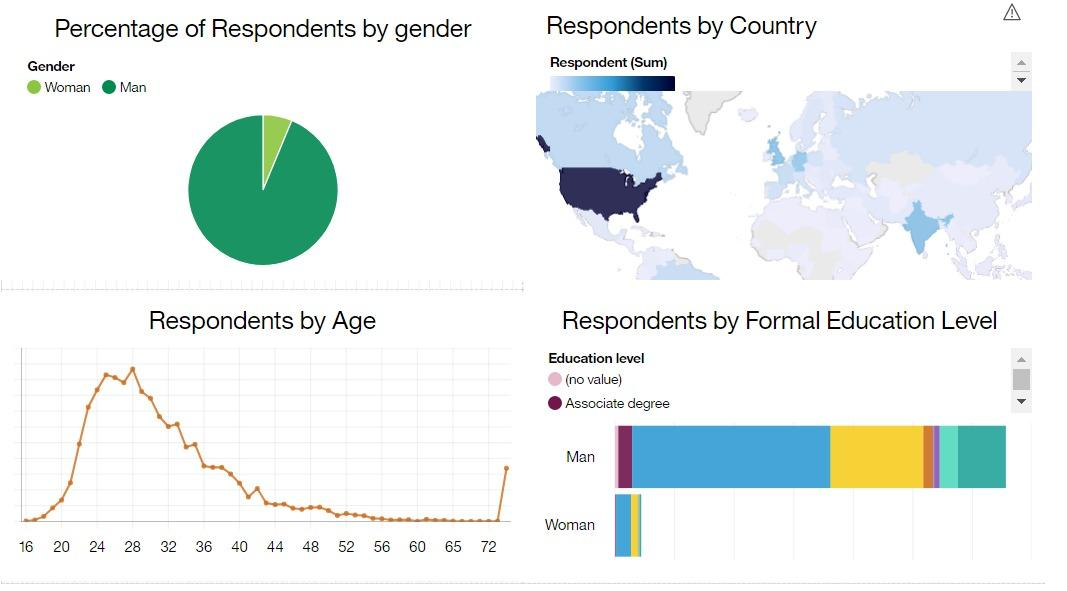 Percentage of Respondents by gender
Gender
Woman Man
Respondents by Country
Respondent (Sum)
Respondents by Age
16 20 24 28 32 36 40 44 48 52 56 60 65 72
Respondents by Formal Education Level
Education level
(no value)
Associate degree
Man
Woman